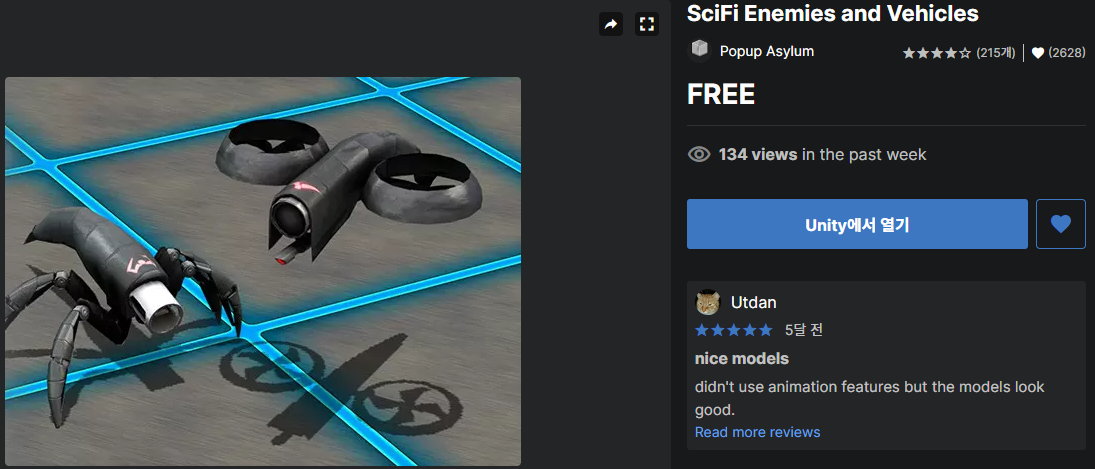 SciFi Enemies and Vehicles
Popup Asylum
(215개)
(2628)
FREE
134 views in the past week
Unity에서 열기
Utdan
5달 전
nice models
didn't use animation features but the models look
good.
Read more reviews